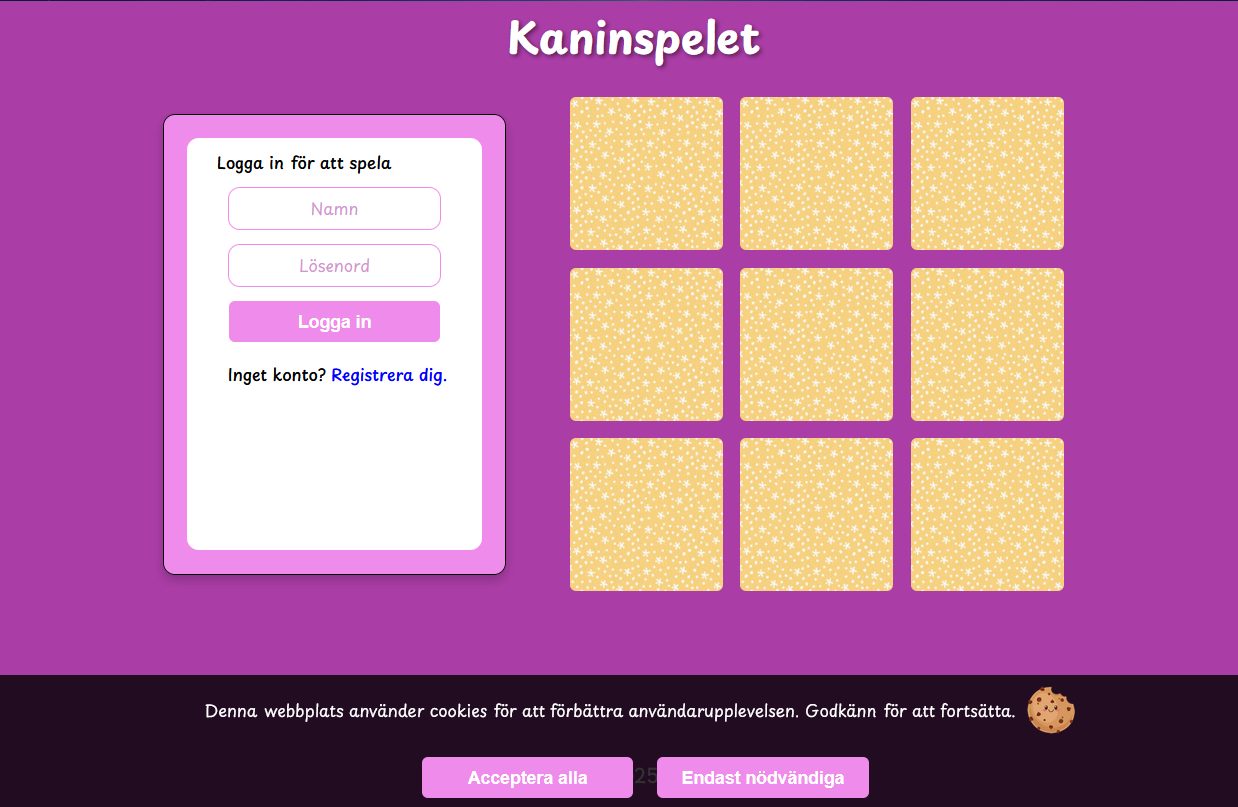 Kaninspelet
Logga in för att spela
Namn
Lösenord
Logga in
Inget konto? Registrera dig.
Denna webbplats använder cookies för att förbättra användarupplevelsen. Godkänn för att fortsätta.
Acceptera alla
25
Endast nödvändiga